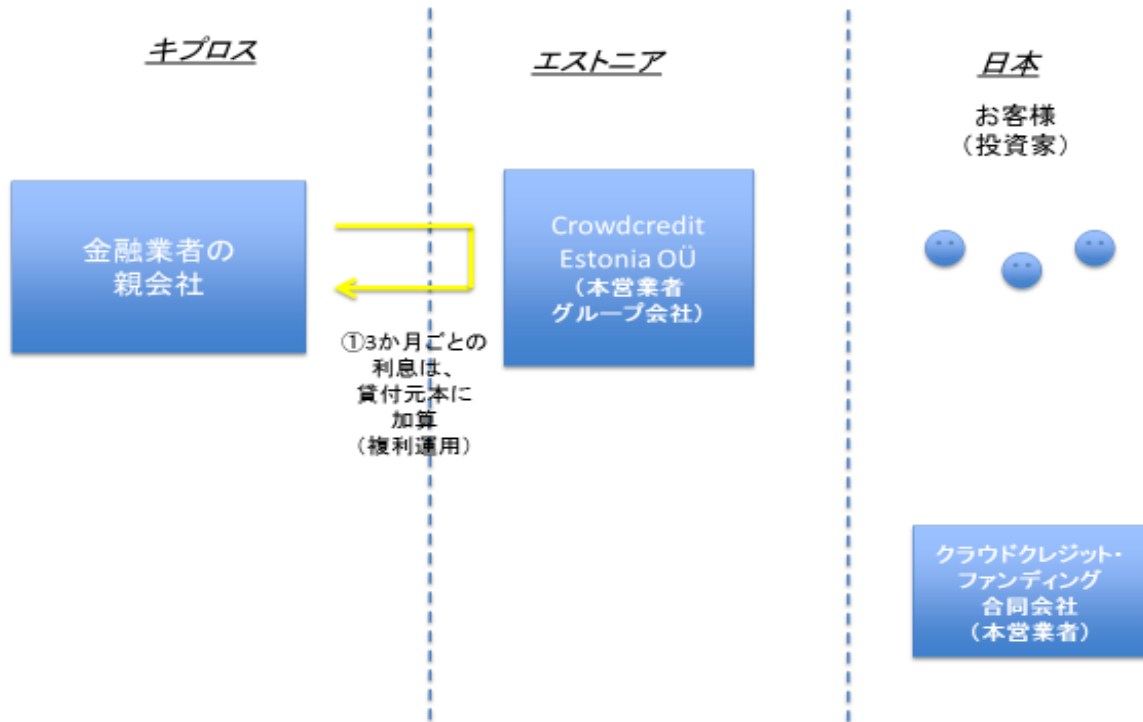 キプロス
エストニア
日本
お客様
（投資家）
金融業者の
親会社
Crowdcredit
Estonia OÜ
（本営業者
グループ会社）
①3か月ごとの
利息は、
貸付元本に
加算
（複利運用）
クラウドクレジット・
ファンディング
合同会社
（本営業者）